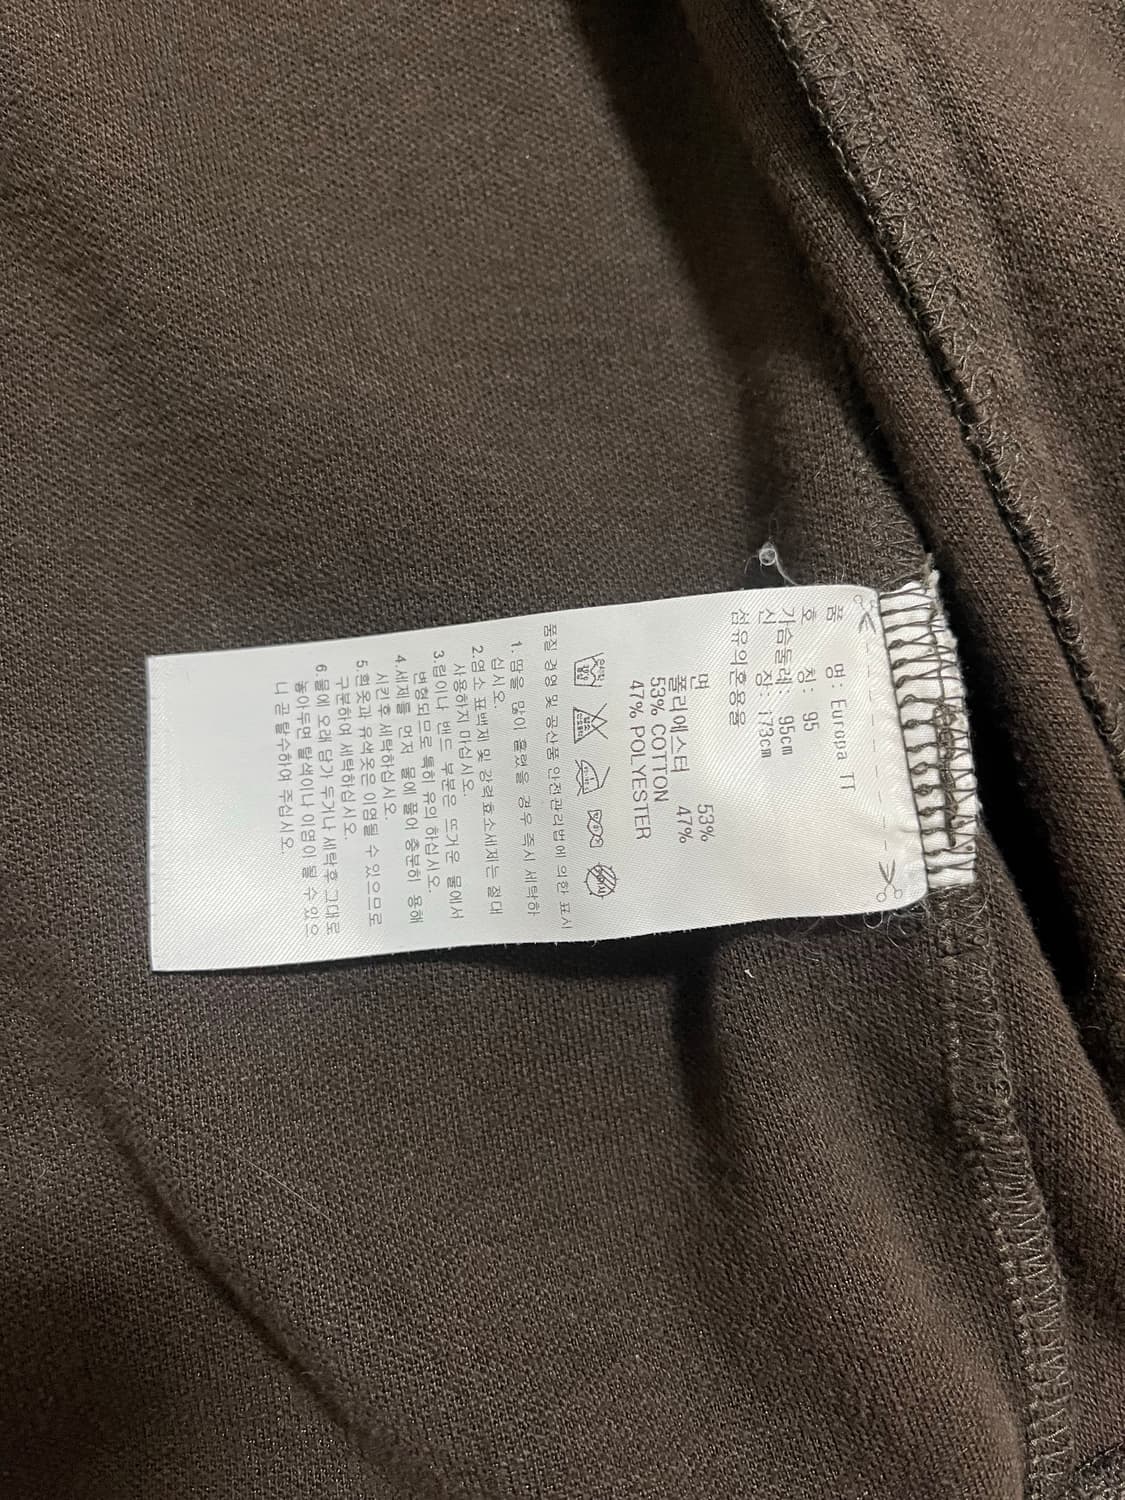 품 명: Europa TT
호 칭: 95
가슴둘레: 95cm
신 장: 173cm
섬유의혼용율
면 53%
폴리에스터 47%
53% COTTON
47% POLYESTER
품질 경영 및 공산품 안전관리법에 의한 표시
1. 땀을 많이 흘렸을 경우 즉시 세탁하
십시오.
2.염소 표백제 및 강력효소세제는 절대
사용하지 마십시오.
3.립이나 밴드 부분은 뜨거운 물에서
변형되므로 특히 유의 하십시오.
4.세제를 먼저 물에 풀어 충분히 용해
시킨후 세탁하십시오.
5.흰옷과 유색옷은 이염될 수 있으므로
구분하여 세탁하십시오.
6.물에 오래 담가 두거나 세탁후 그대로
놓아두면 탈색이나 이염이 될 수 있으
니 곧 탈수하여 주십시오.